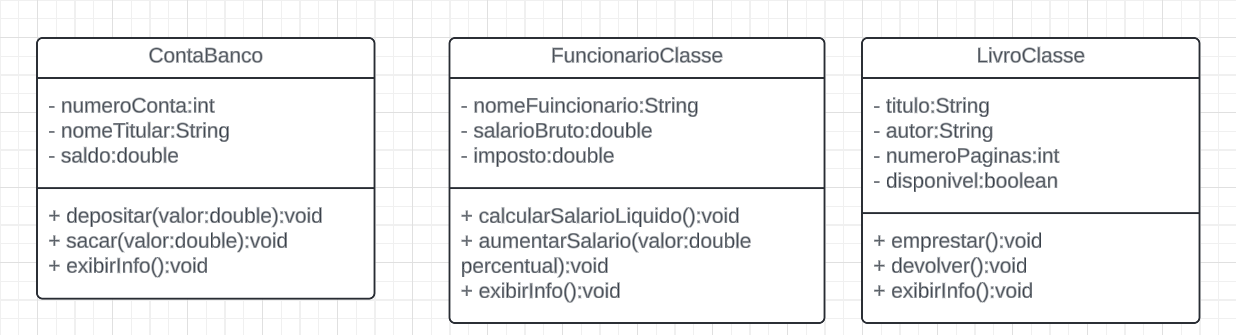 ContaBanco
- numeroConta:int
- nomeTitular:String
- saldo:double
+ depositar(valor:double):void
+ sacar(valor:double):void
+ exibirInfo():void
FuncionarioClasse
- nomeFuincionario:String
- salarioBruto:double
- imposto:double
+ calcularSalarioLiquido():void
+ aumentarSalario(valor:double
percentual):void
+ exibirInfo():void
LivroClasse
- titulo:String
- autor:String
- numeroPaginas:int
- disponivel:boolean
+ emprestar():void
+ devolver():void
+ exibirInfo():void